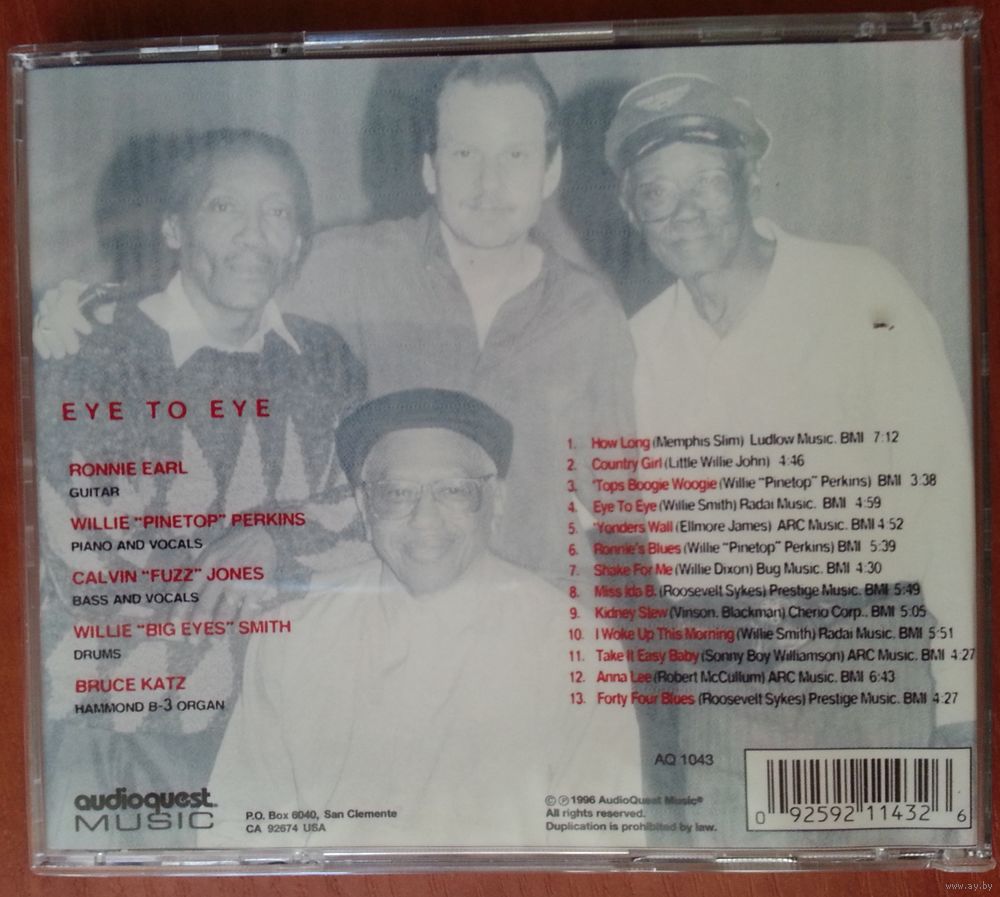 EYE TO EYE
RONNIE EARL
GUITAR
WILLIE "PINETOP" PERKINS
PIANO AND VOCALS
CALVIN "FUZZ" JONES
BASS AND VOCALS
WILLIE "BIG EYES" SMITH
DRUMS
BRUCE KATZ
HAMMOND B-3 ORGAN
1. How Long (Memphis Slim) Ludlow Music. BMI 7:12
2. Country Girl (Little Willie John) 4:46
3. 'Tops Boogie Woogie (Willie "Pinetop" Perkins) BMI 3:38
4. Eye To Eye (Willie Smith) Radai Music. BMI 4:59
5. 'Yonders Wall (Ellmore James) ARC Music. BMI 4:52
6. Ronnie's Blues (Willie "Pinetop" Perkins) BMI 5:39
7. Shake For Me (Willie Dixon) Bug Music. BMI 4:30
8. Miss Ida B. (Roosevelt Sykes) Prestige Music. BMI 5:49
9. Kidney Slew (Vinson. Blackman) Cherio Corp.. BMI 5:05
10. I Woke Up This Morning (Willie Smith) Radai Music. BMI 5:51
11. Take It Easy Baby (Sonny Boy Williamson) ARC Music. BMI 4:27
12. Anna Lee (Robert McCullum) ARC Music. BMI 6:43
13. Forty Four Blues (Roosevelt Sykes) Prestige Music. BMI 4:27
AQ 1043
audioquest
MUSIC
P.O. Box 6040, San Clemente
CA 92674 USA
© ℗ 1996 AudioQuest Music®
All rights reserved.
Duplication is prohibited by law.
0 92592 11432 6
www.ay.by